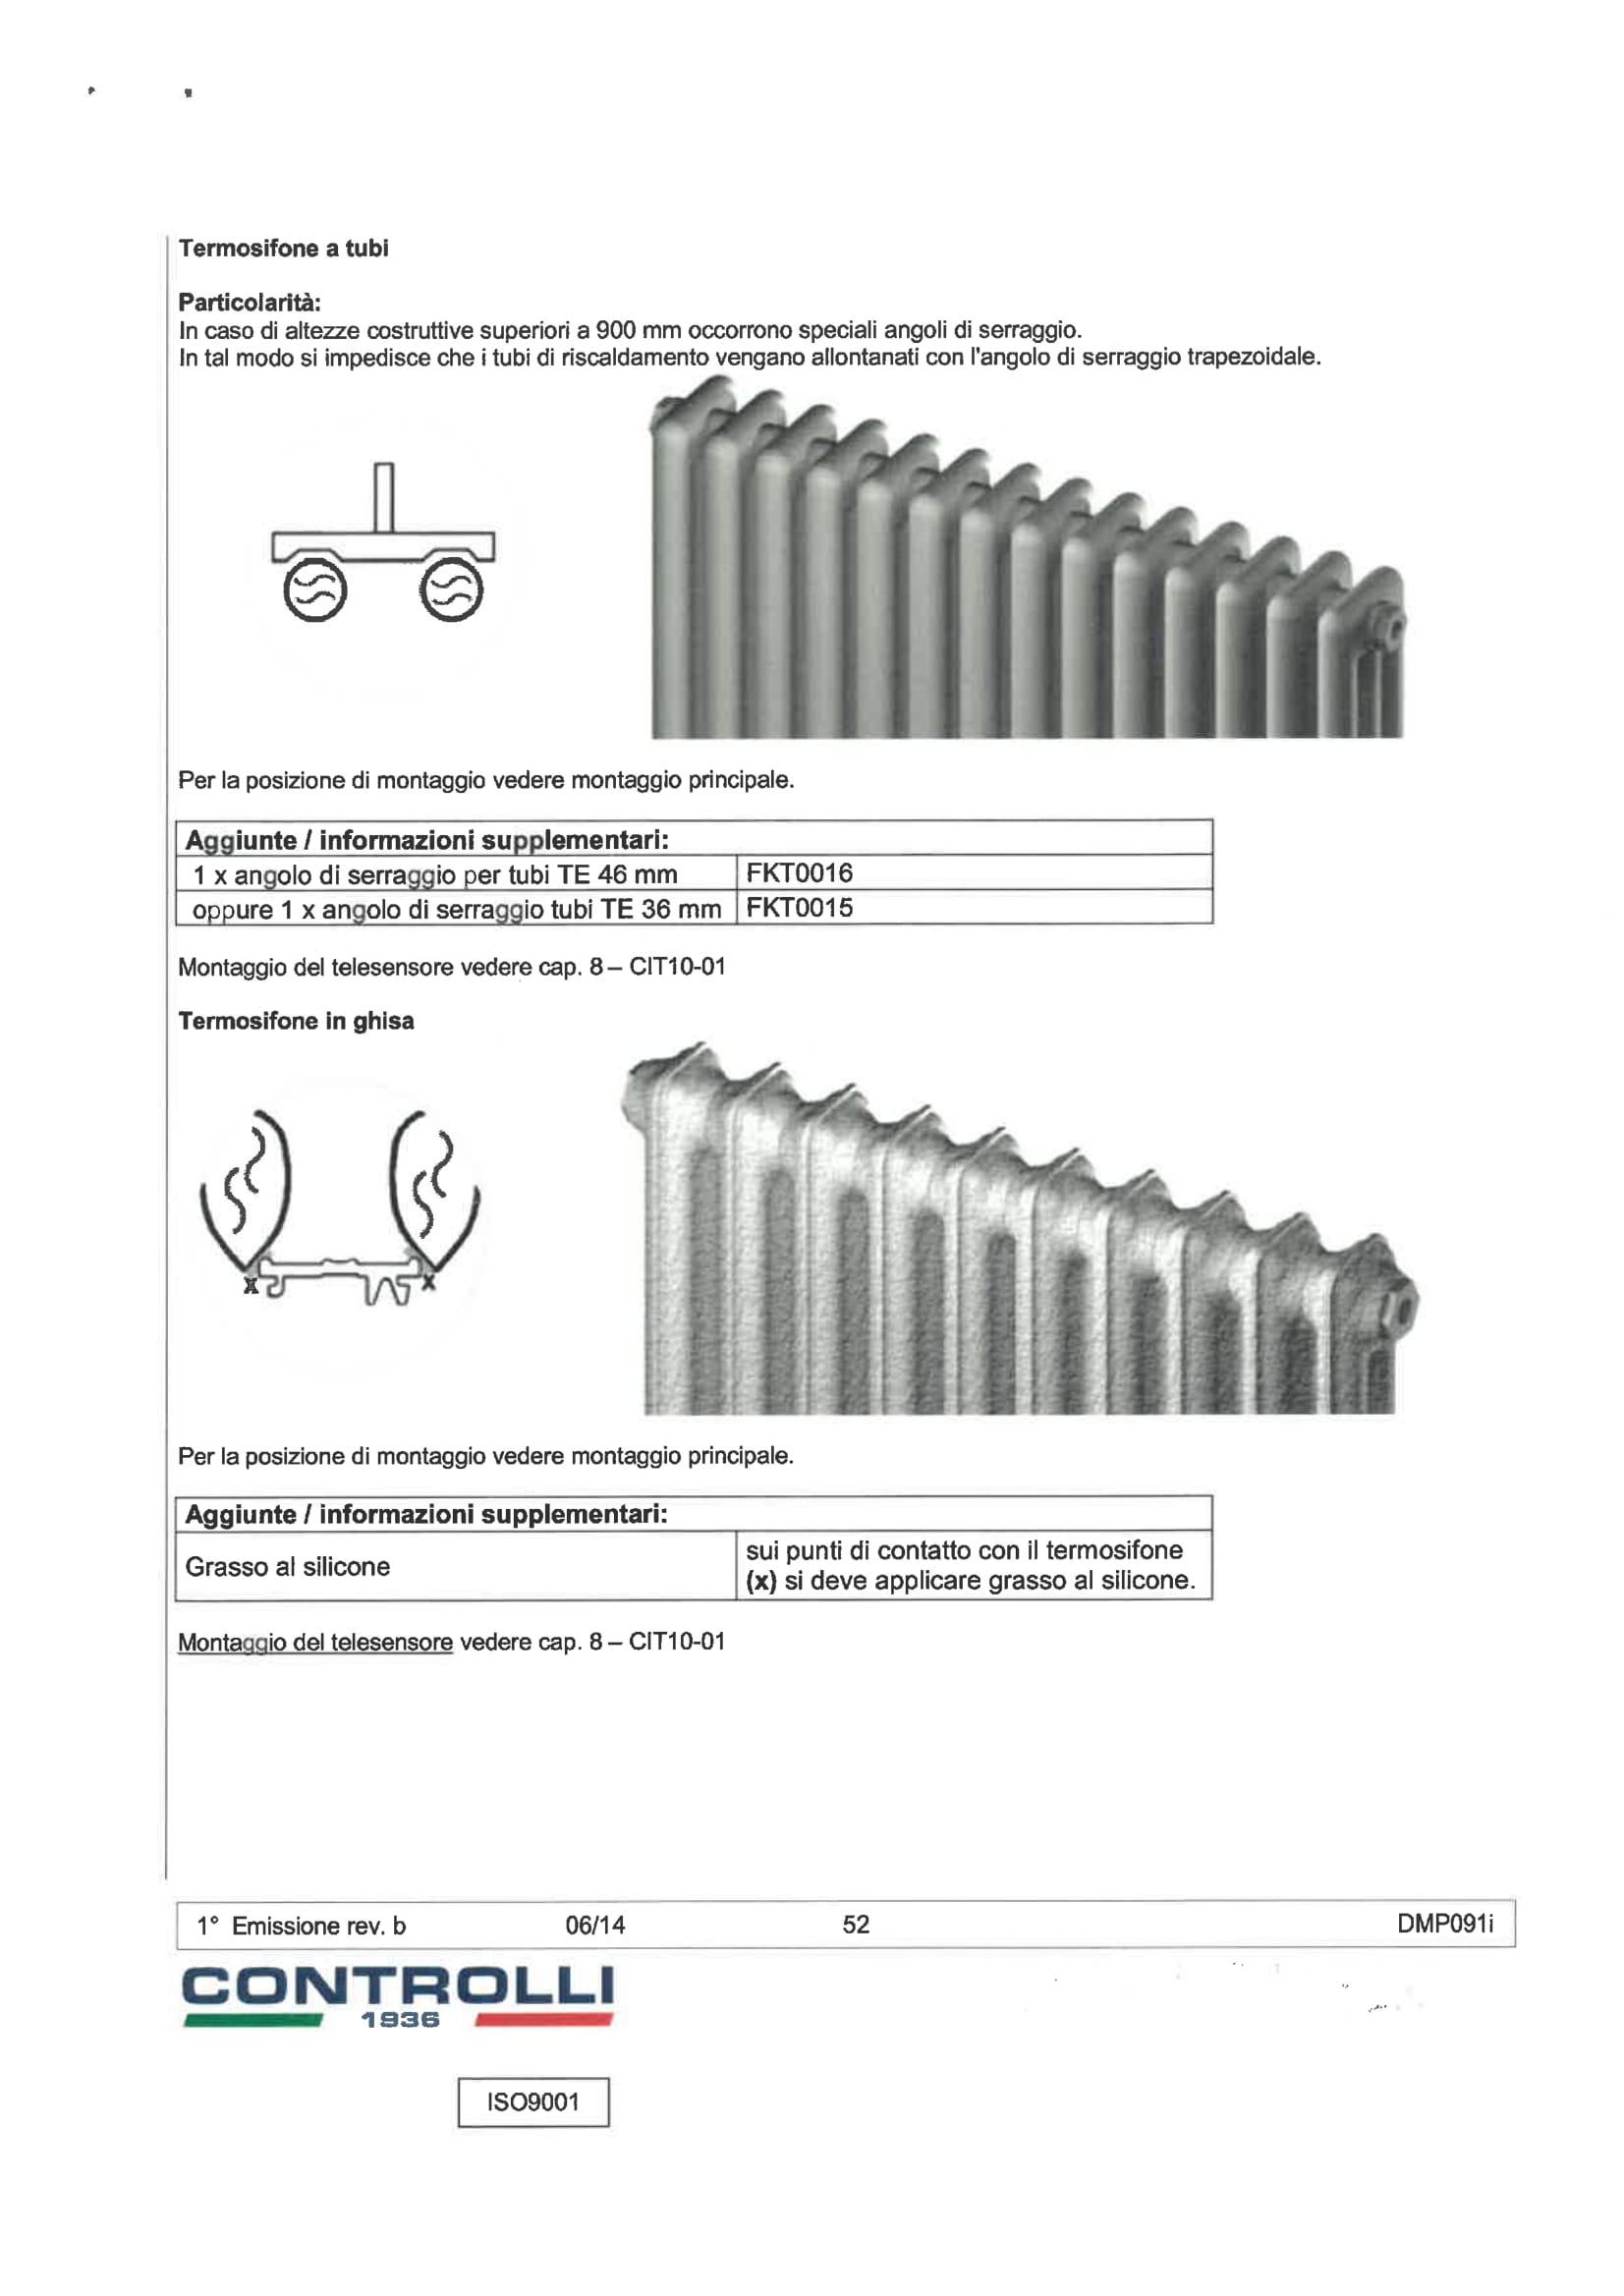 Termosifone a tubi
Particolarità:
In caso di altezze costruttive superiori a 900 mm occorrono speciali angoli di serraggio.
In tal modo si impedisce che i tubi di riscaldamento vengano allontanati con l'angolo di serraggio trapezoidale.
Per la posizione di montaggio vedere montaggio principale.
Aggiunte / informazioni supplementari:
1 x angolo di serraggio per tubi TE 46 mm FKT0016
oppure 1 x angolo di serraggio tubi TE 36 mm FKT0015
Montaggio del telesensore vedere cap. 8 – CIT10-01
Termosifone in ghisa
x x
Per la posizione di montaggio vedere montaggio principale.
Aggiunte / informazioni supplementari:
Grasso al silicone
sui punti di contatto con il termosifone
(x) si deve applicare grasso al silicone.
Montaggio del telesensore vedere cap. 8 – CIT10-01
1° Emissione rev. b 06/14 52 DMP091i
CONTROLLI
1936
ISO9001